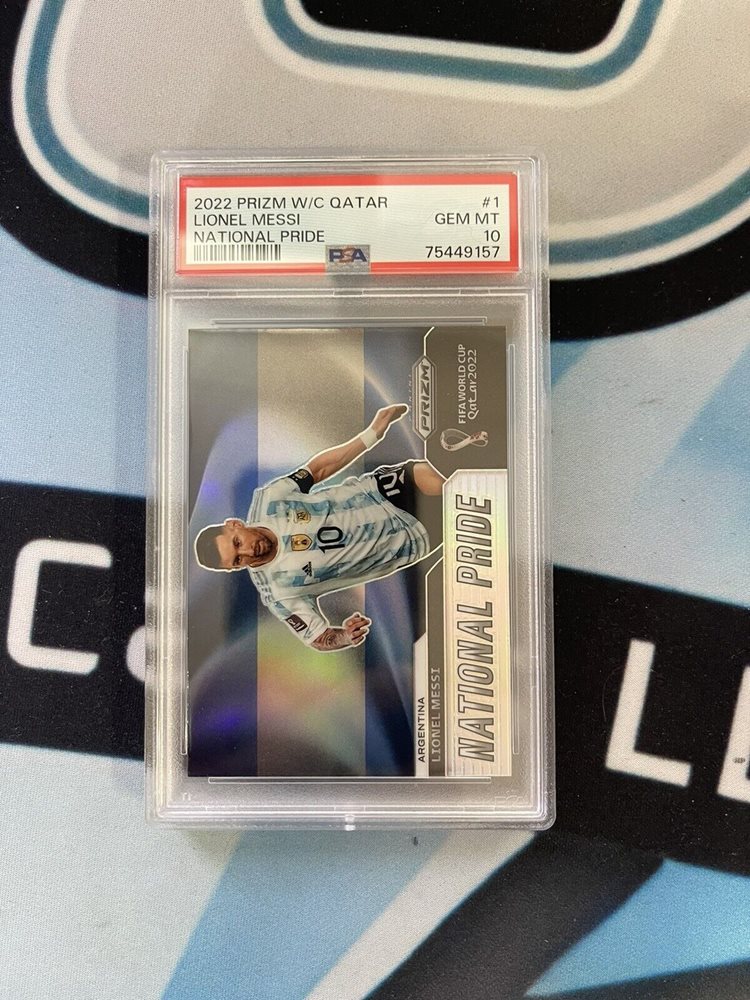 2022 PRIZM W/C QATAR #1
LIONEL MESSI GEM MT
NATIONAL PRIDE 10
PSA 75449157
PRIZM
FIFA WORLD CUP
Qatar2022
10
ARGENTINA
LIONEL MESSI
NATIONAL PRIDE